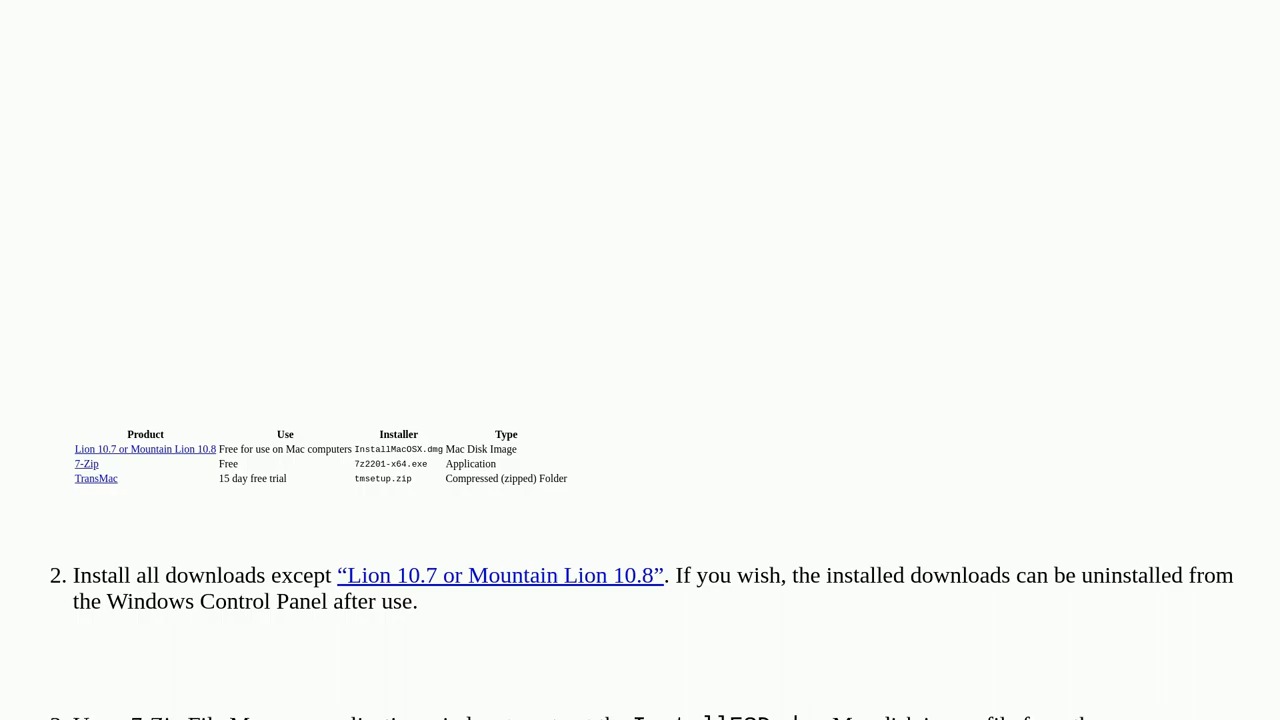 Product Use Installer Type
Lion 10.7 or Mountain Lion 10.8 Free for use on Mac computers InstallMacOSX.dmg Mac Disk Image
7-Zip Free 7z2201-x64.exe Application
TransMac 15 day free trial tmsetup.zip Compressed (zipped) Folder
2. Install all downloads except “Lion 10.7 or Mountain Lion 10.8”. If you wish, the installed downloads can be uninstalled from
the Windows Control Panel after use.